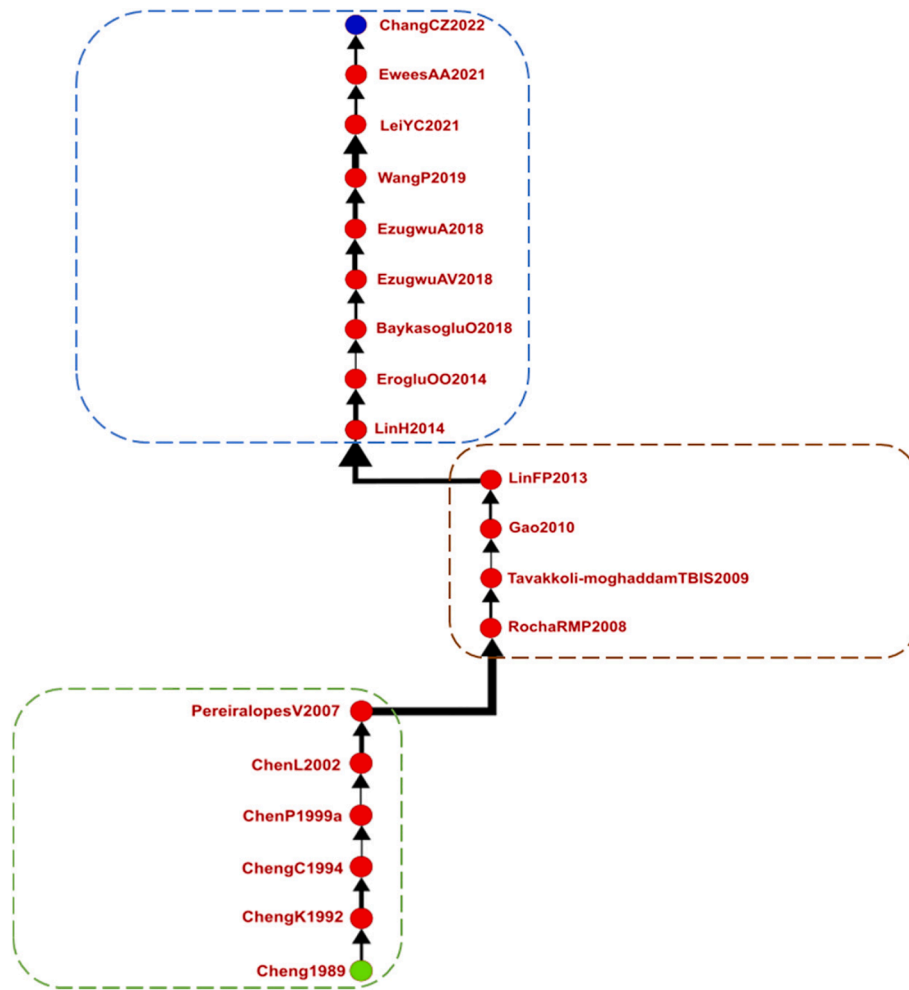 ChangCZ2022
EweesAA2021
LeiYC2021
WangP2019
EzugwuA2018
EzugwuAV2018
BaykasogluO2018
ErogluOO2014
LinH2014
LinFP2013
Gao2010
Tavakkoli-moghaddamTBIS2009
RochaRMP2008
PereiralopesV2007
ChenL2002
ChenP1999a
ChengC1994
ChengK1992
Cheng1989